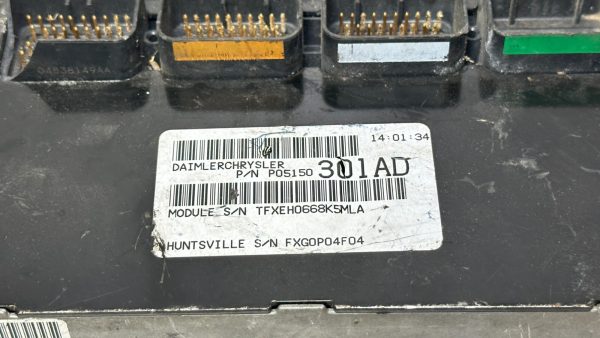 14:01:34
DAIMLERCHRYSLER
P/N P05150 301AD
MODULE S/N TFXEH0668K5MLA
HUNTSVILLE S/N FXG0P04F04